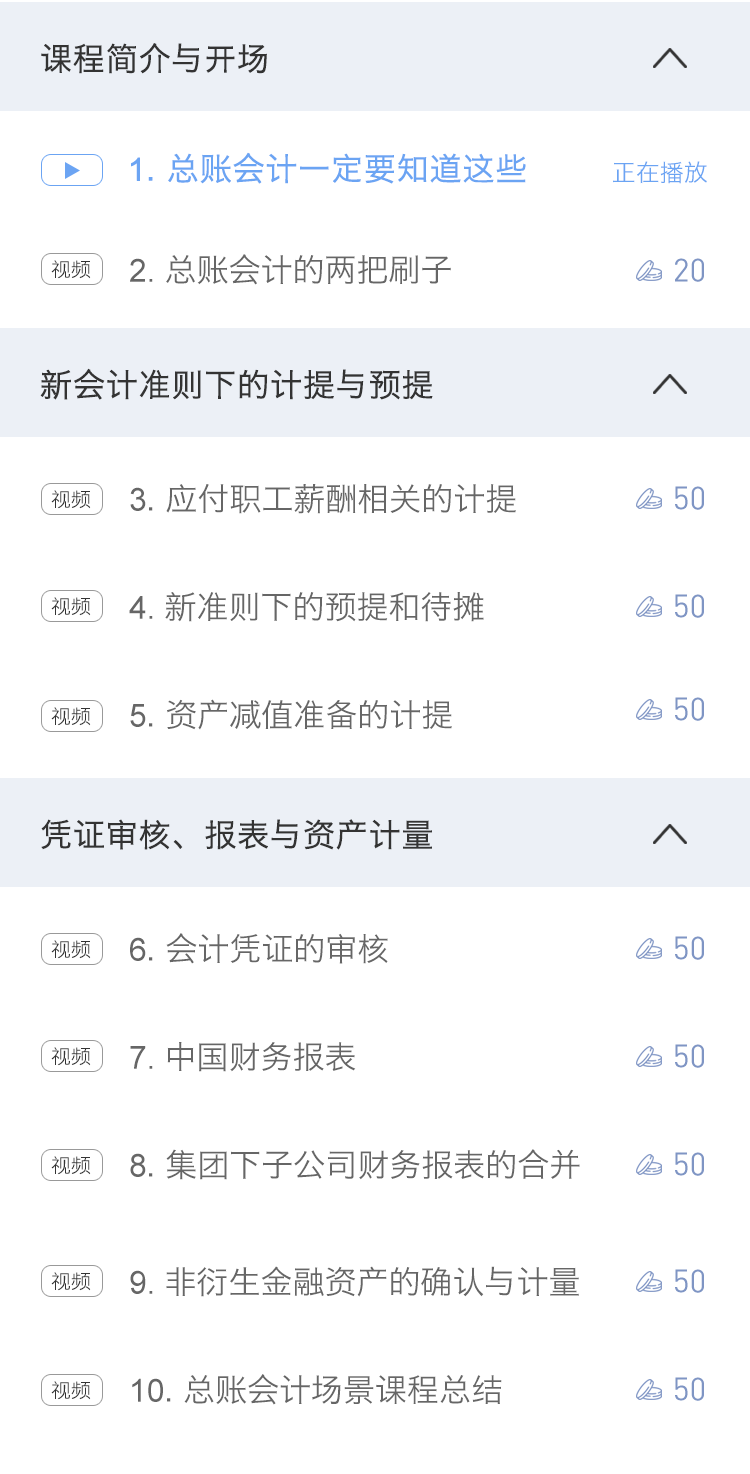 课程简介与开场
1. 总账会计一定要知道这些 正在播放
视频 2. 总账会计的两把刷子 20
新会计准则下的计提与预提
视频 3. 应付职工薪酬相关的计提 50
视频 4. 新准则下的预提和待摊 50
视频 5. 资产减值准备的计提 50
凭证审核、报表与资产计量
视频 6. 会计凭证的审核 50
视频 7. 中国财务报表 50
视频 8. 集团下子公司财务报表的合并 50
视频 9. 非衍生金融资产的确认与计量 50
视频 10. 总账会计场景课程总结 50